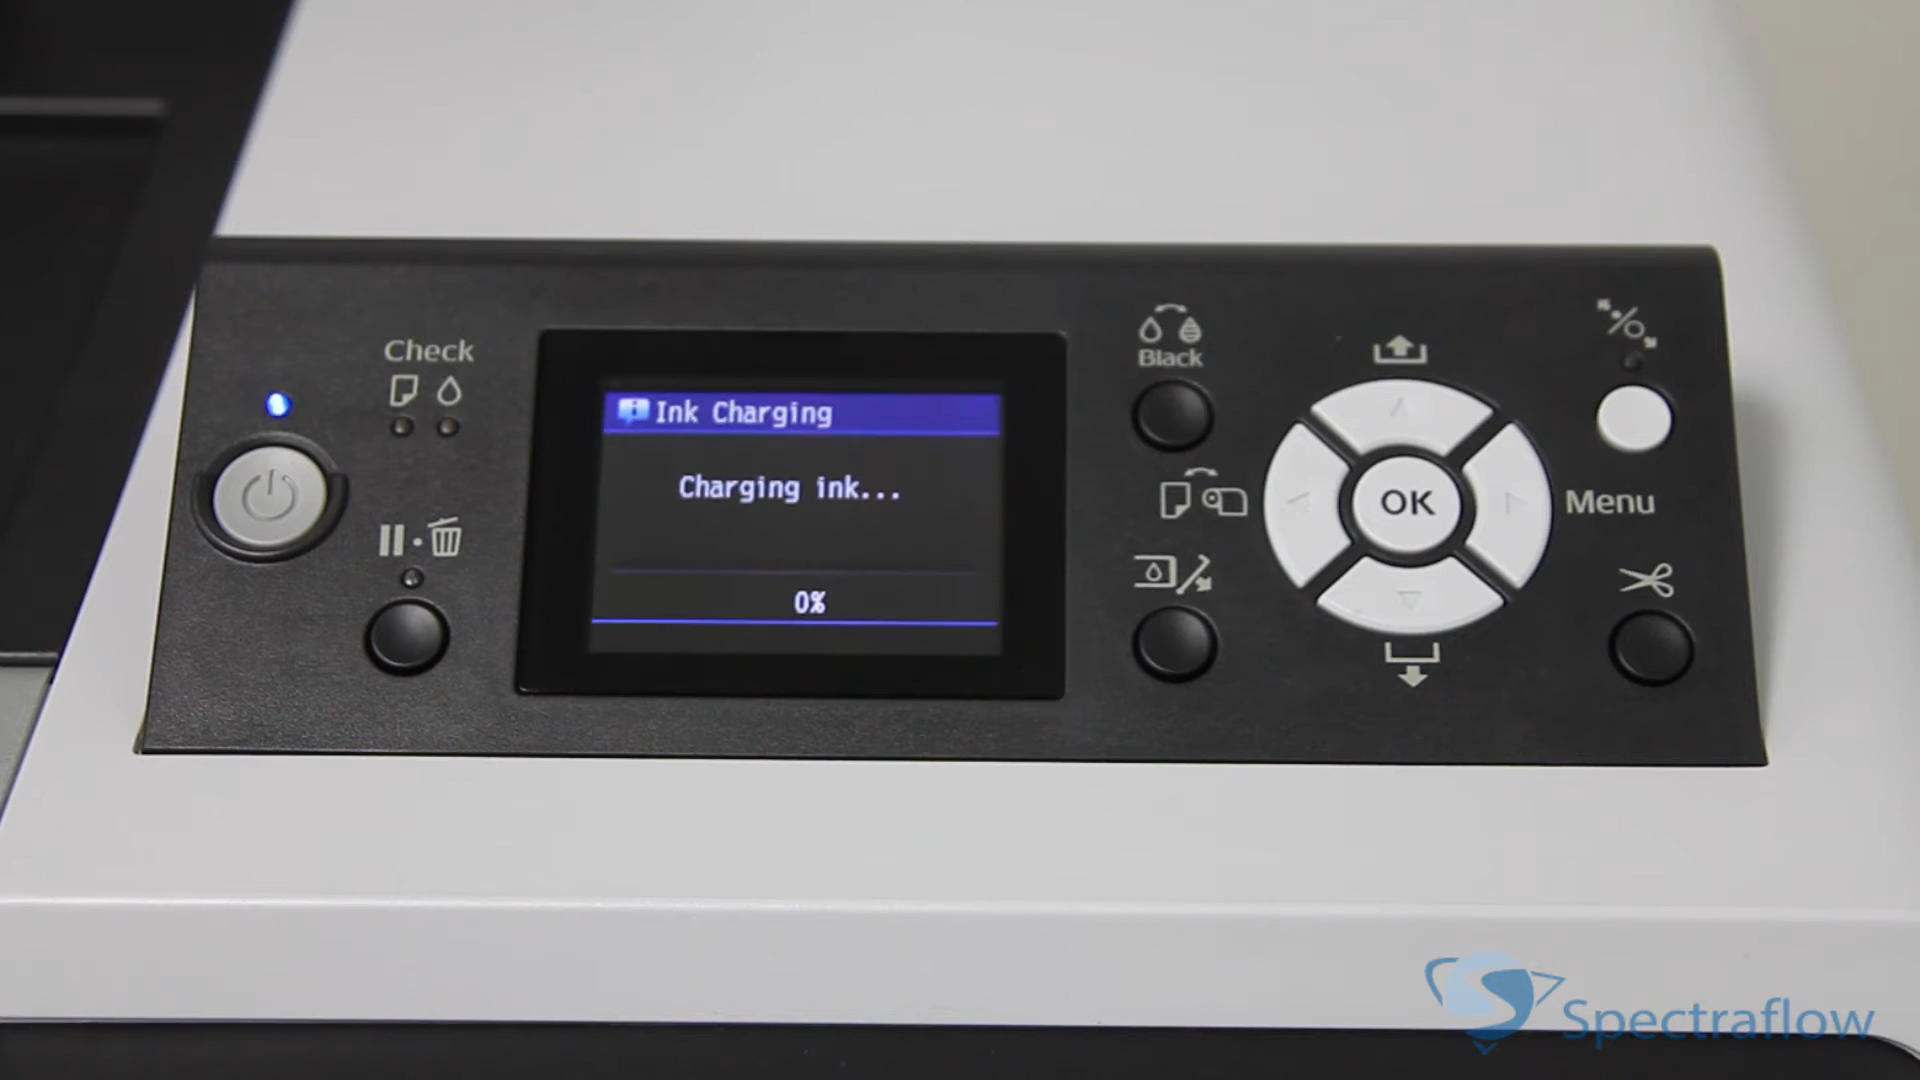 Check
Ink Charging
Charging ink...
0%
Black
OK
Menu
Spectraflow